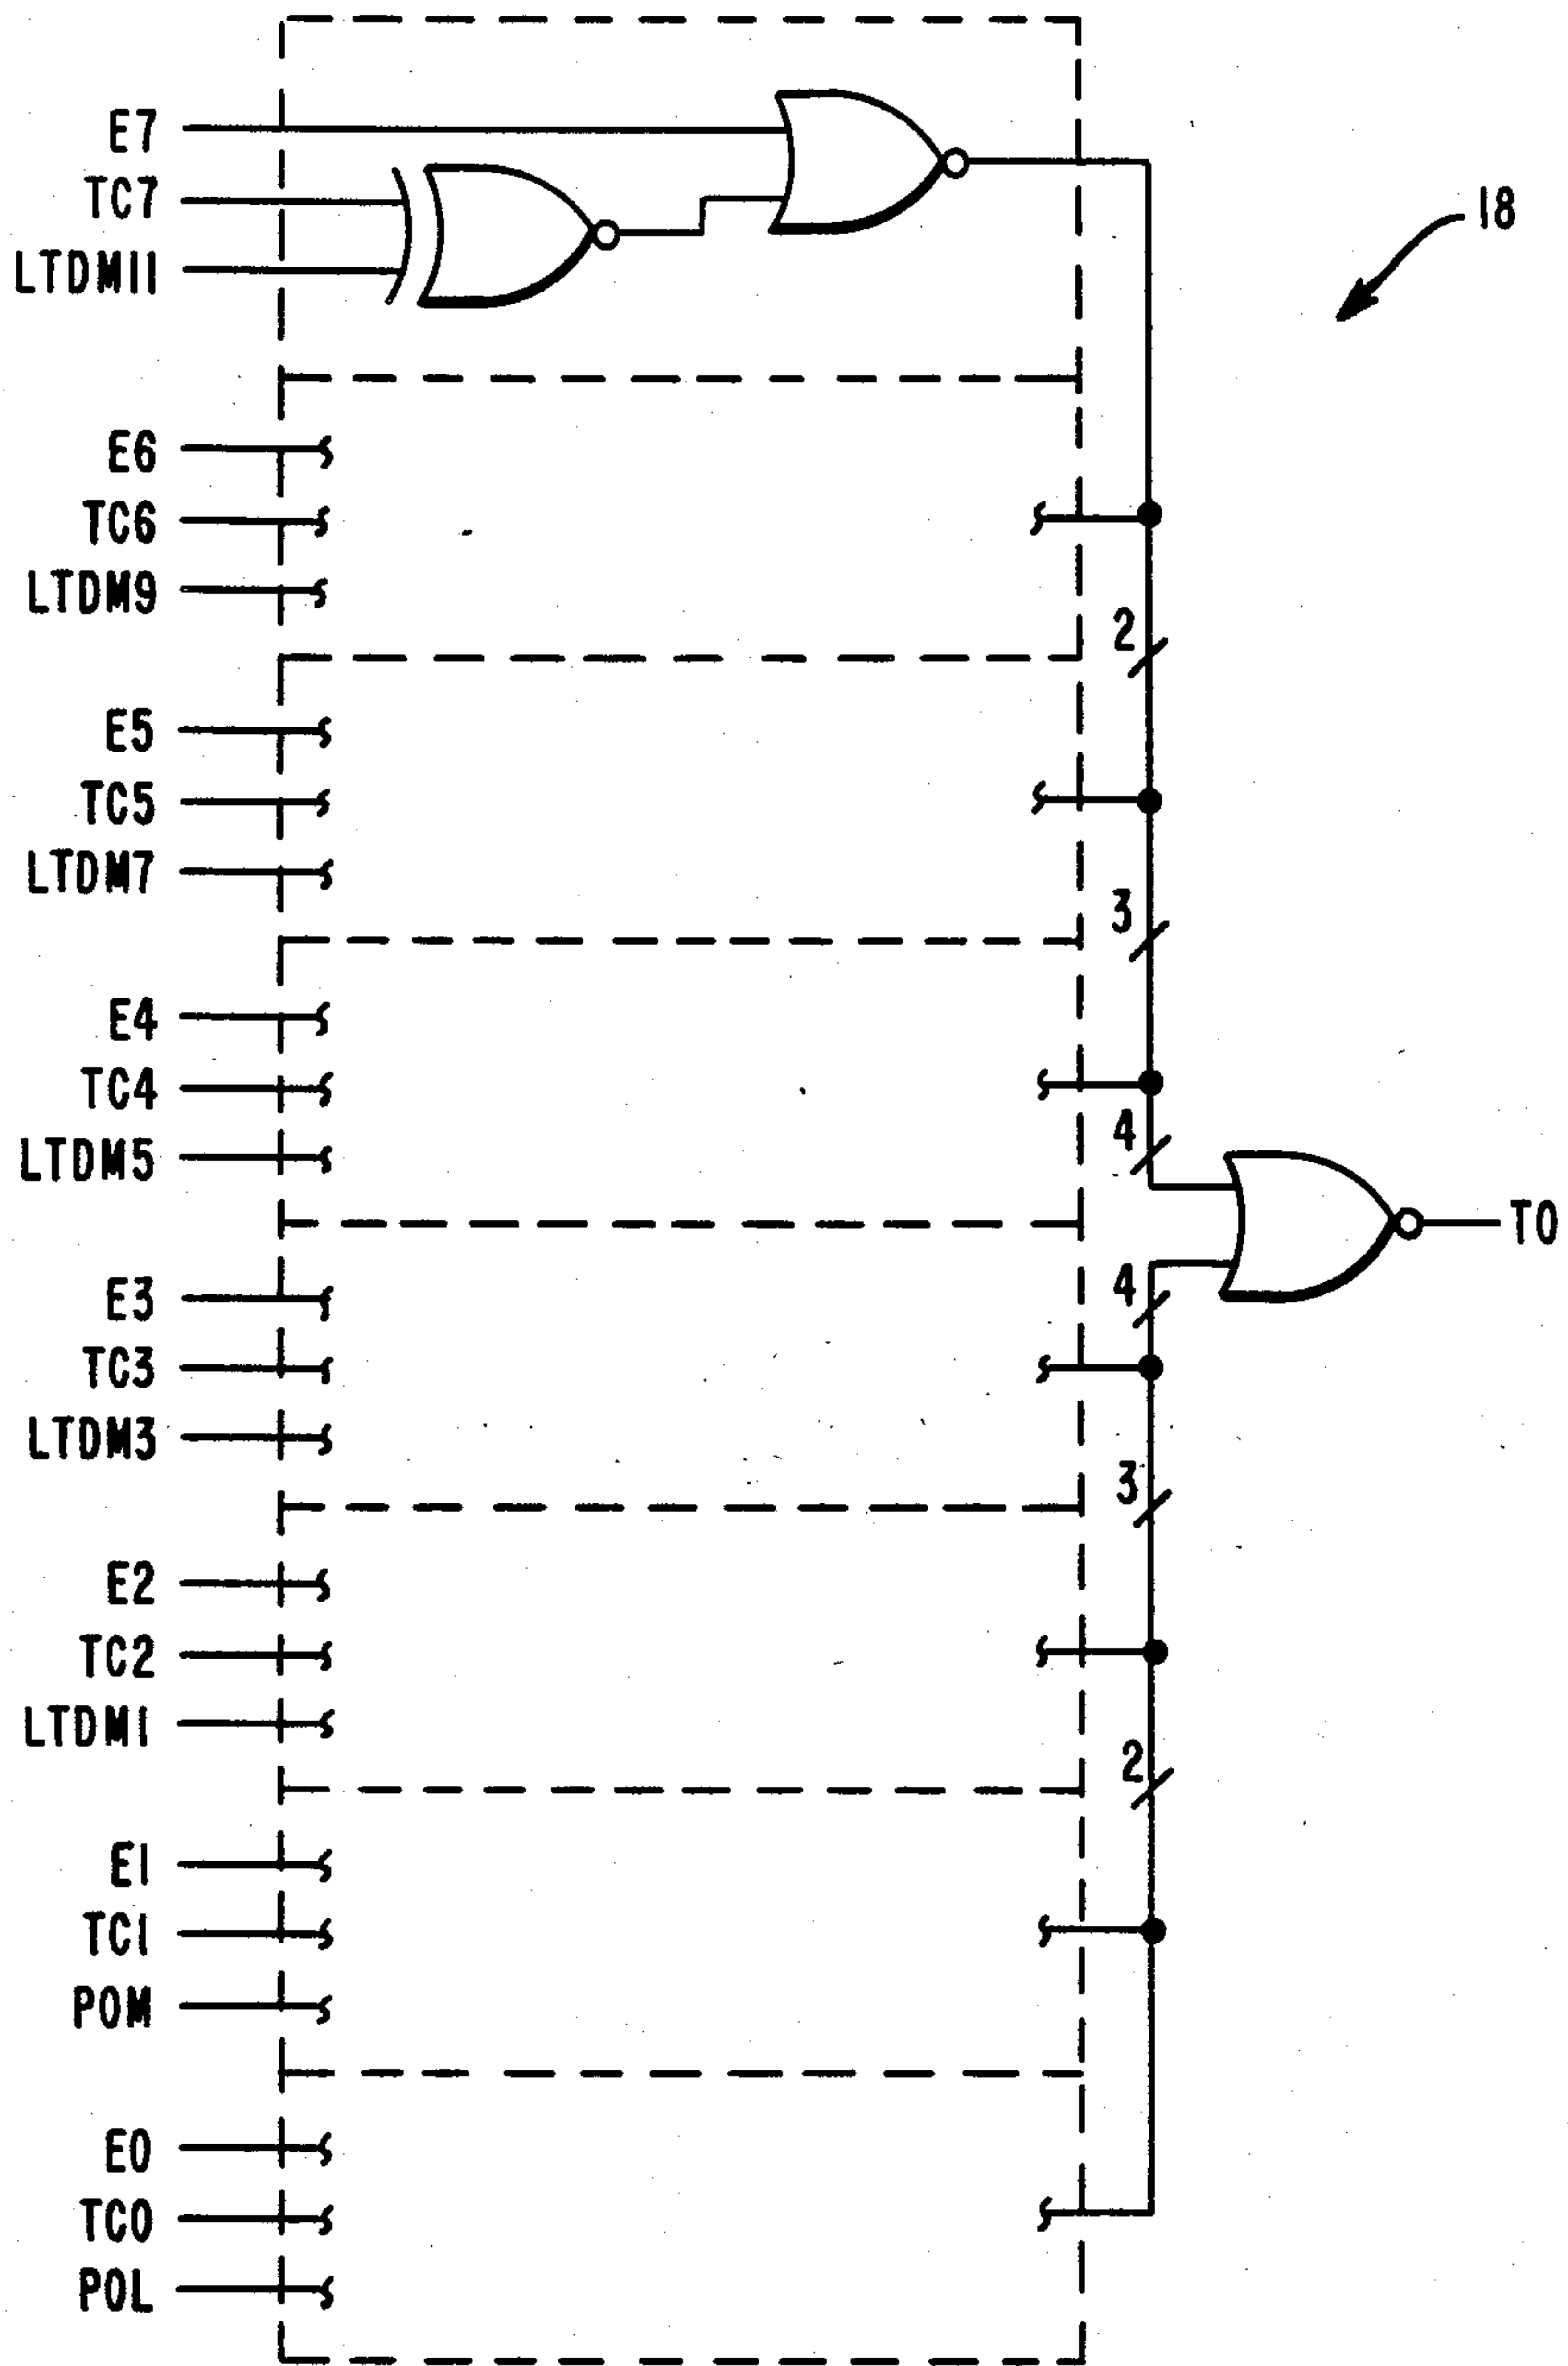 E7
TC7
LTDM11
18
E6
TC6
LTDM9
2
E5
TC5
LTDM7
3
E4
TC4
LTDM5
4
TO
E3
TC3
LTDM3
4
3
E2
TC2
LTDM1
2
E1
TC1
POM
E0
TC0
POL